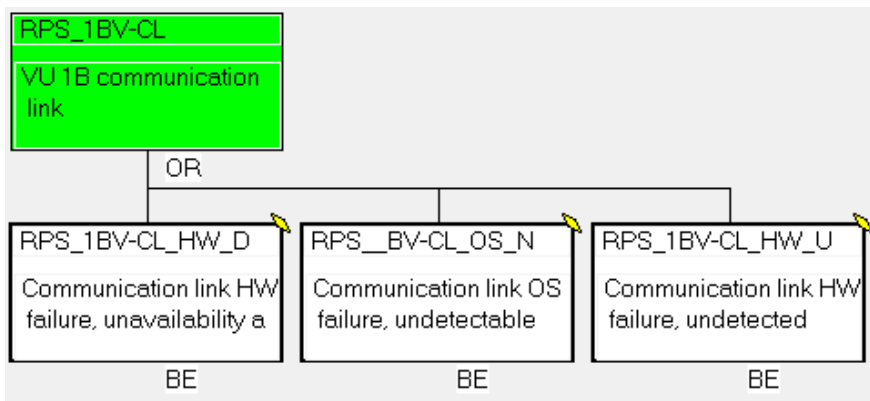 RPS_1BV-CL
VU 1B communication
link
OR
RPS_1BV-CL_HW_D
Communication link HW
failure, unavailability a
BE
RPS__BV-CL_OS_N
Communication link OS
failure, undetectable
BE
RPS_1BV-CL_HW_U
Communication link HW
failure, undetected
BE